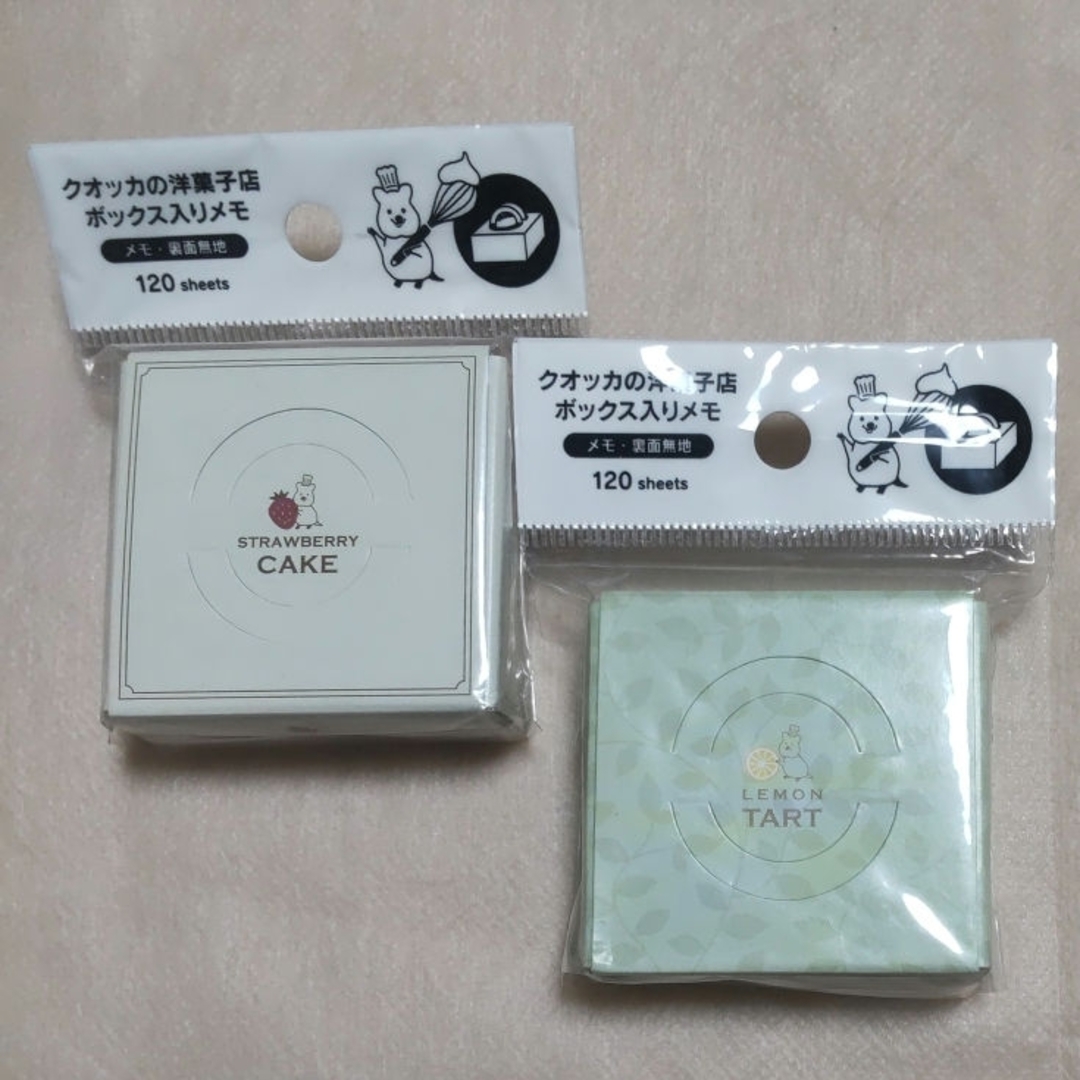 クオッカの洋菓子店
ボックス入りメモ
メモ・裏面無地
120 sheets
STRAWBERRY
CAKE
クオッカの洋菓子店
ボックス入りメモ
メモ・裏面無地
120 sheets
LEMON
TART